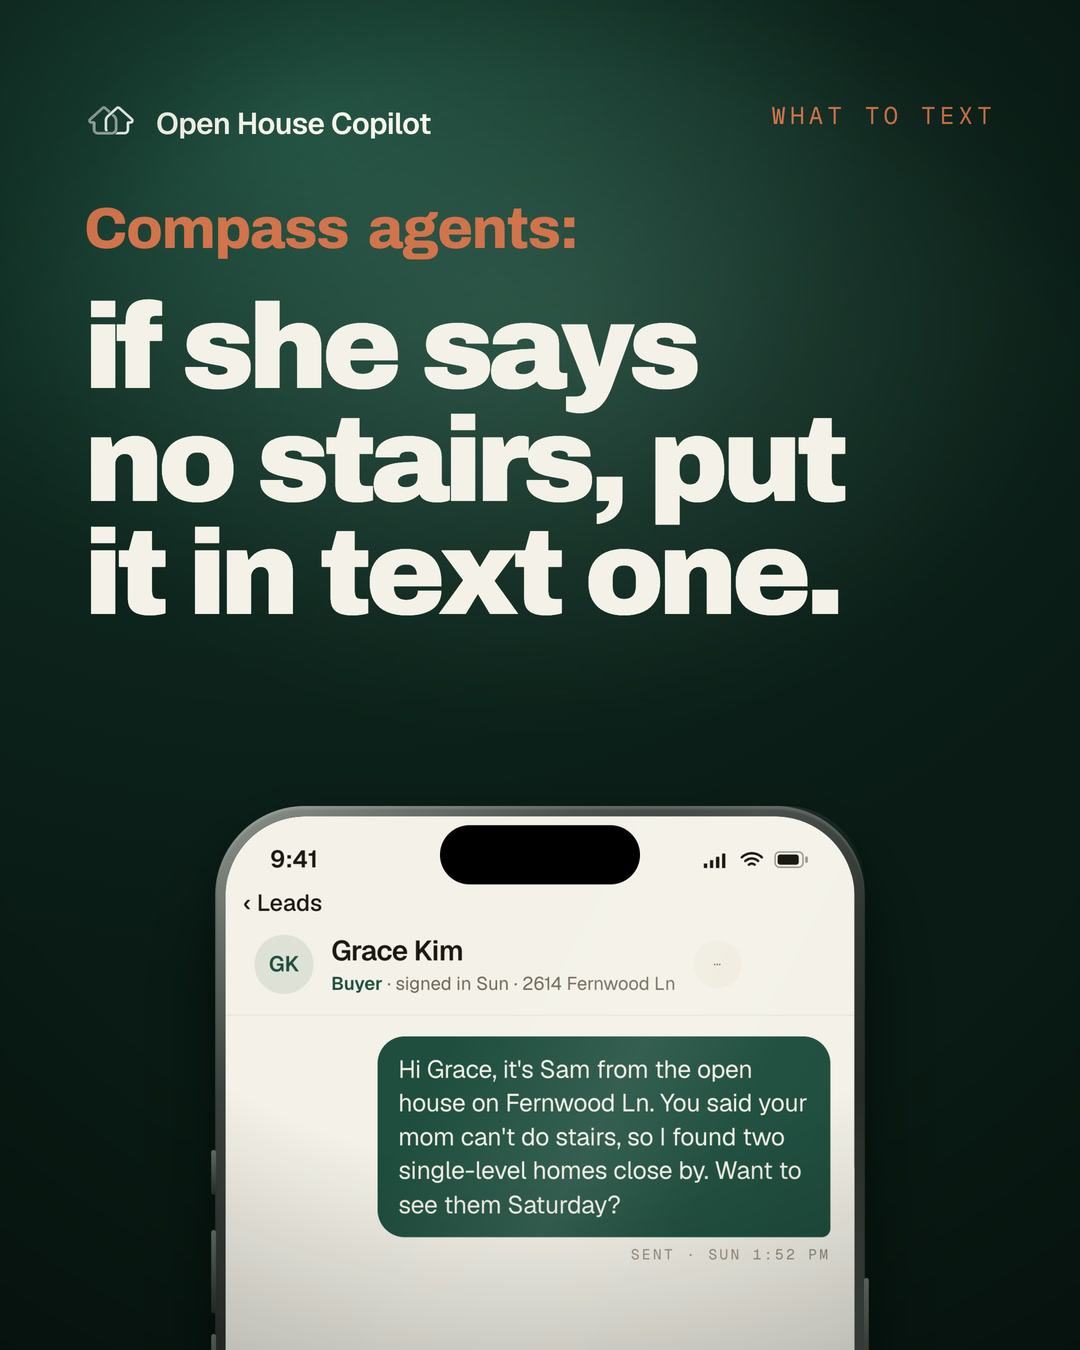 Open House Copilot
WHAT TO TEXT
Compass agents:
if she says
no stairs, put
it in text one.
9:41
‹ Leads
GK
Grace Kim
Buyer · signed in Sun · 2614 Fernwood Ln
...
Hi Grace, it's Sam from the open
house on Fernwood Ln. You said your
mom can't do stairs, so I found two
single-level homes close by. Want to
see them Saturday?
SENT · SUN 1:52 PM